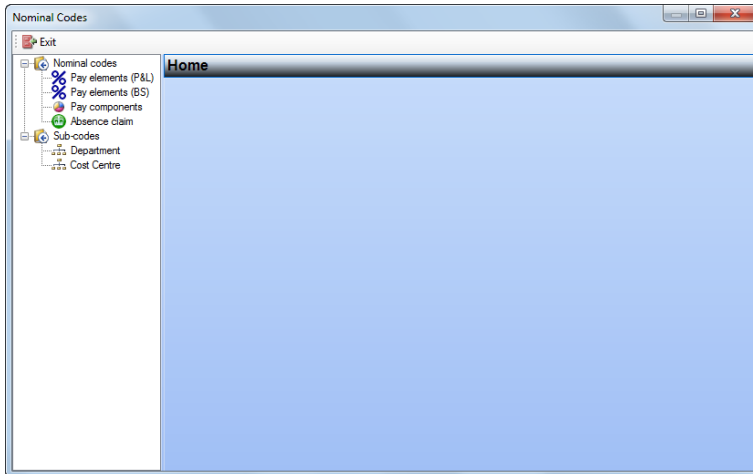 Nominal Codes
Exit
Nominal codes
Pay elements (P&L)
Pay elements (BS)
Pay components
Absence claim
Sub-codes
Department
Cost Centre
Home